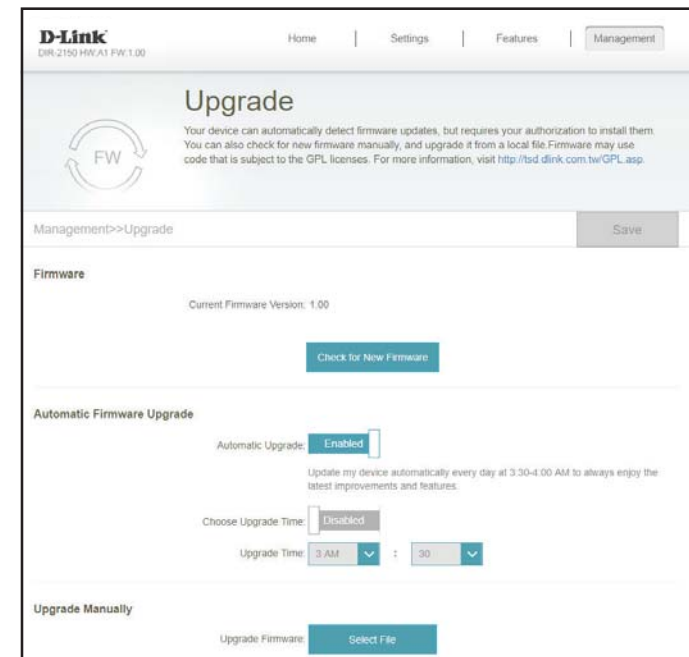 D-Link
DIR-2150 HW:A1 FW:1.00
Home | Settings | Features | Management
Upgrade
FW
Your device can automatically detect firmware updates, but requires your authorization to install them.
You can also check for new firmware manually, and upgrade it from a local file.Firmware may use
code that is subject to the GPL licenses. For more information, visit http://tsd.dlink.com.tw/GPL.asp.
Management>>Upgrade
Save
Firmware
Current Firmware Version: 1.00
Check for New Firmware
Automatic Firmware Upgrade
Automatic Upgrade: Enabled
Update my device automatically every day at 3:30-4:00 AM to always enjoy the
latest improvements and features.
Choose Upgrade Time: Disabled
Upgrade Time: 3 AM : 30
Upgrade Manually
Upgrade Firmware: Select File